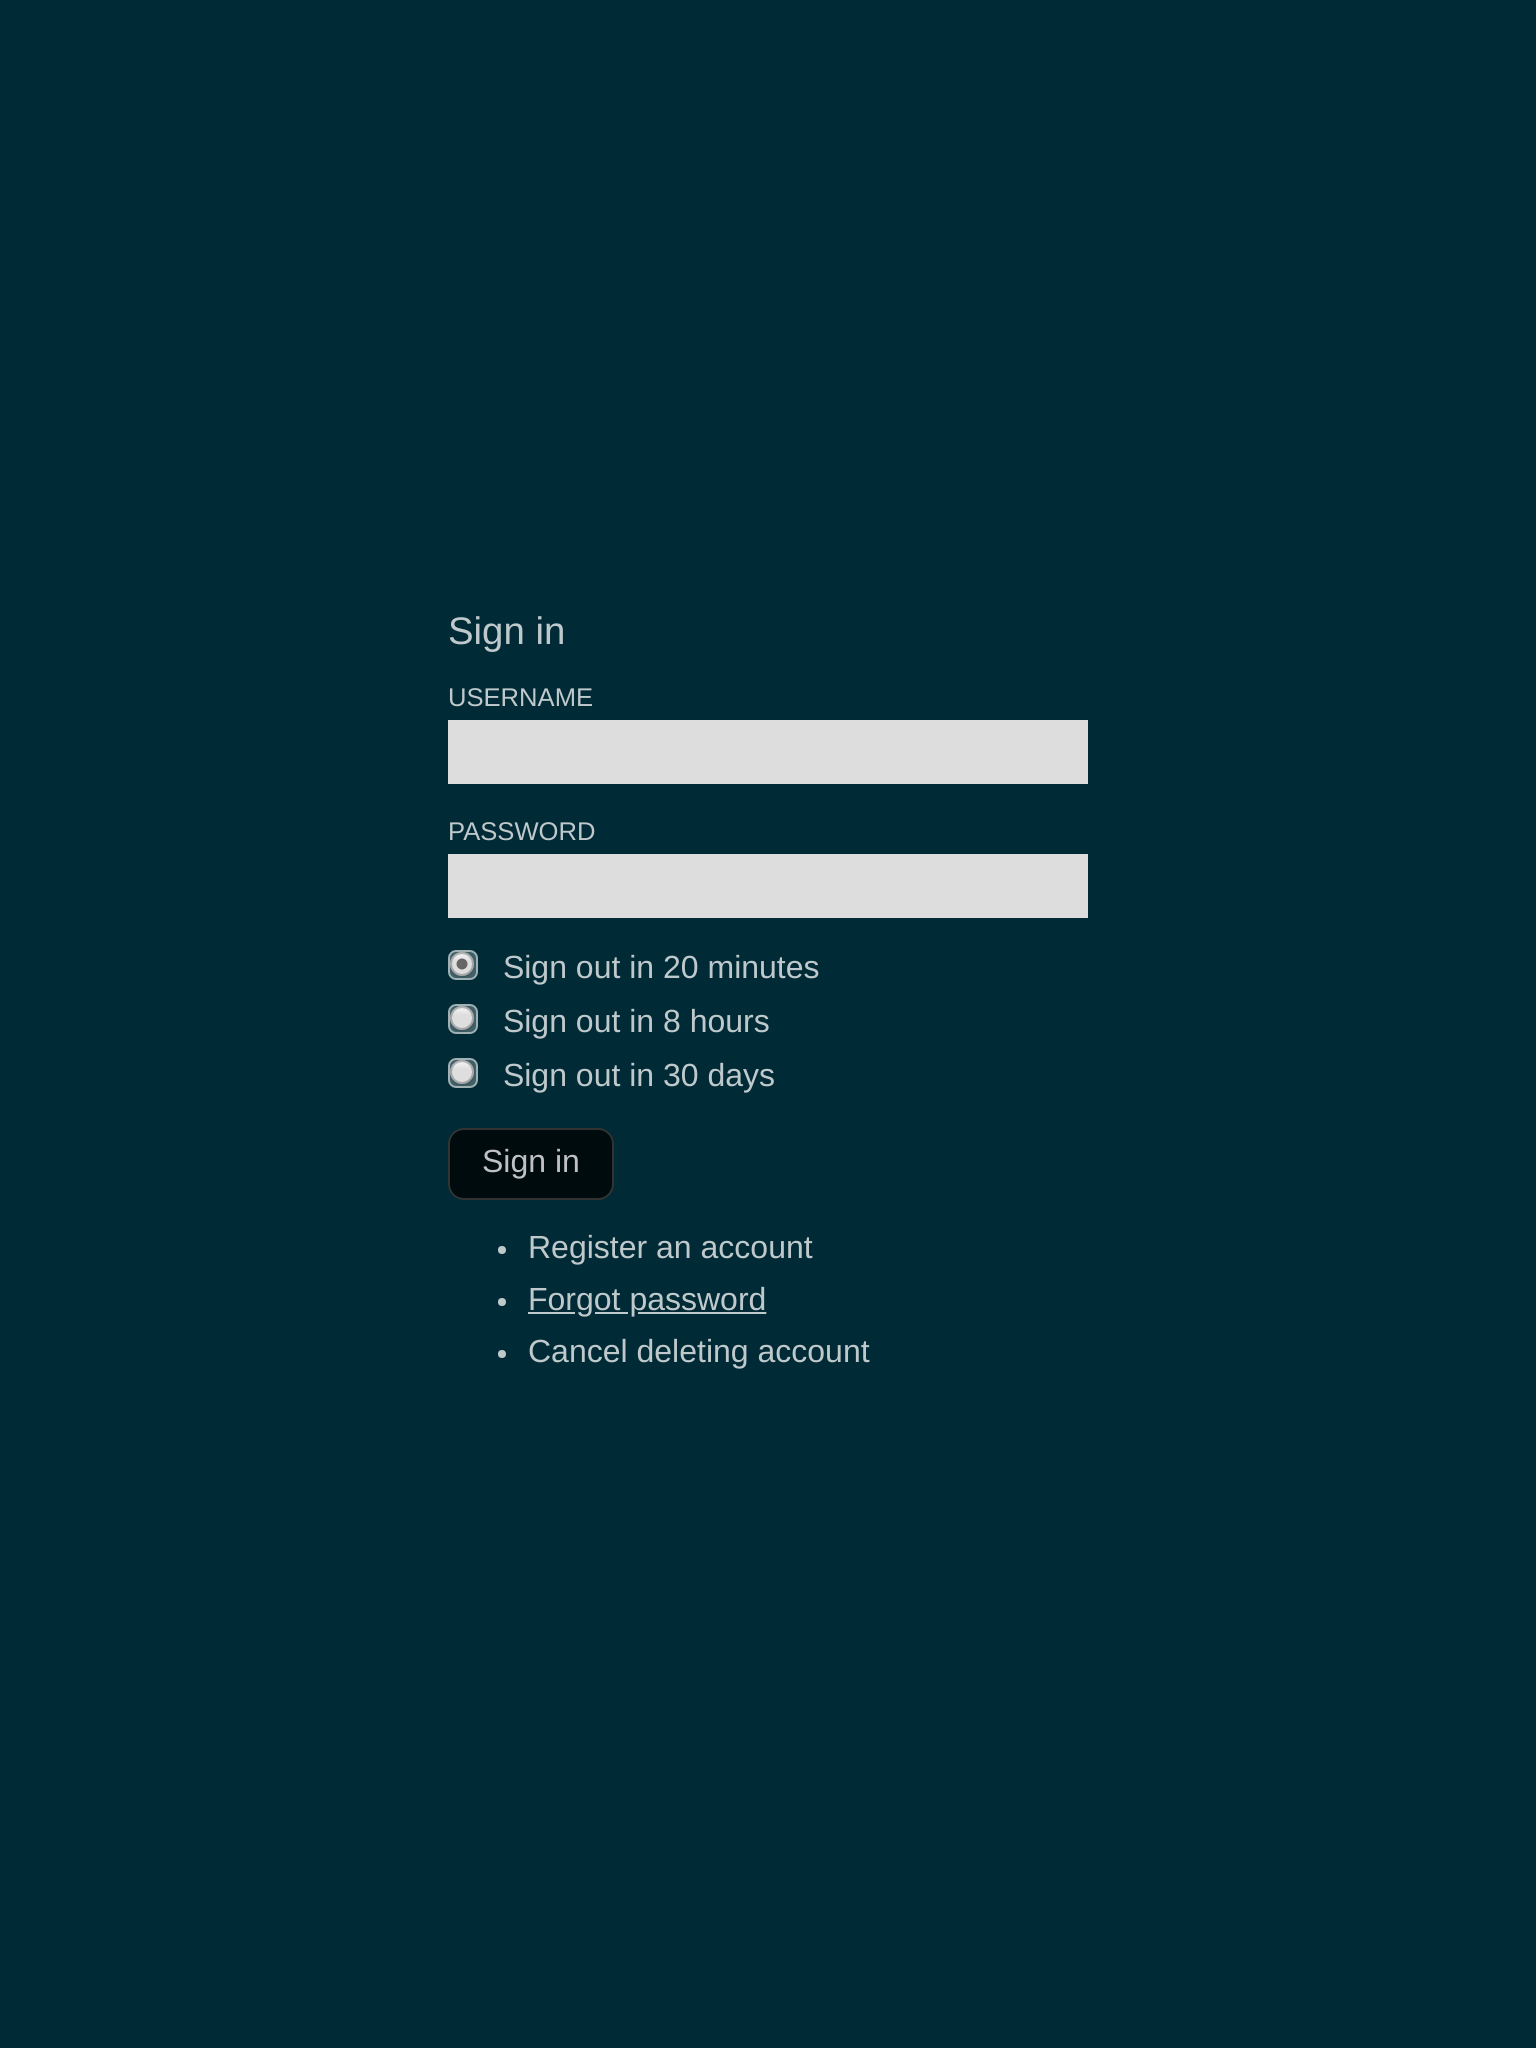 Sign in
USERNAME
PASSWORD
Sign out in 20 minutes
Sign out in 8 hours
Sign out in 30 days
Sign in
Register an account
Forgot password
Cancel deleting account